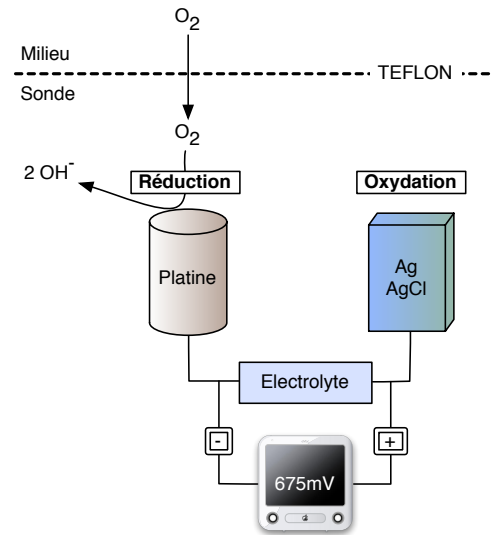 O2
Milieu
TEFLON
Sonde
O2
2 OH-
Réduction
Oxydation
Platine
Ag
AgCl
Electrolyte
-
+
675mV